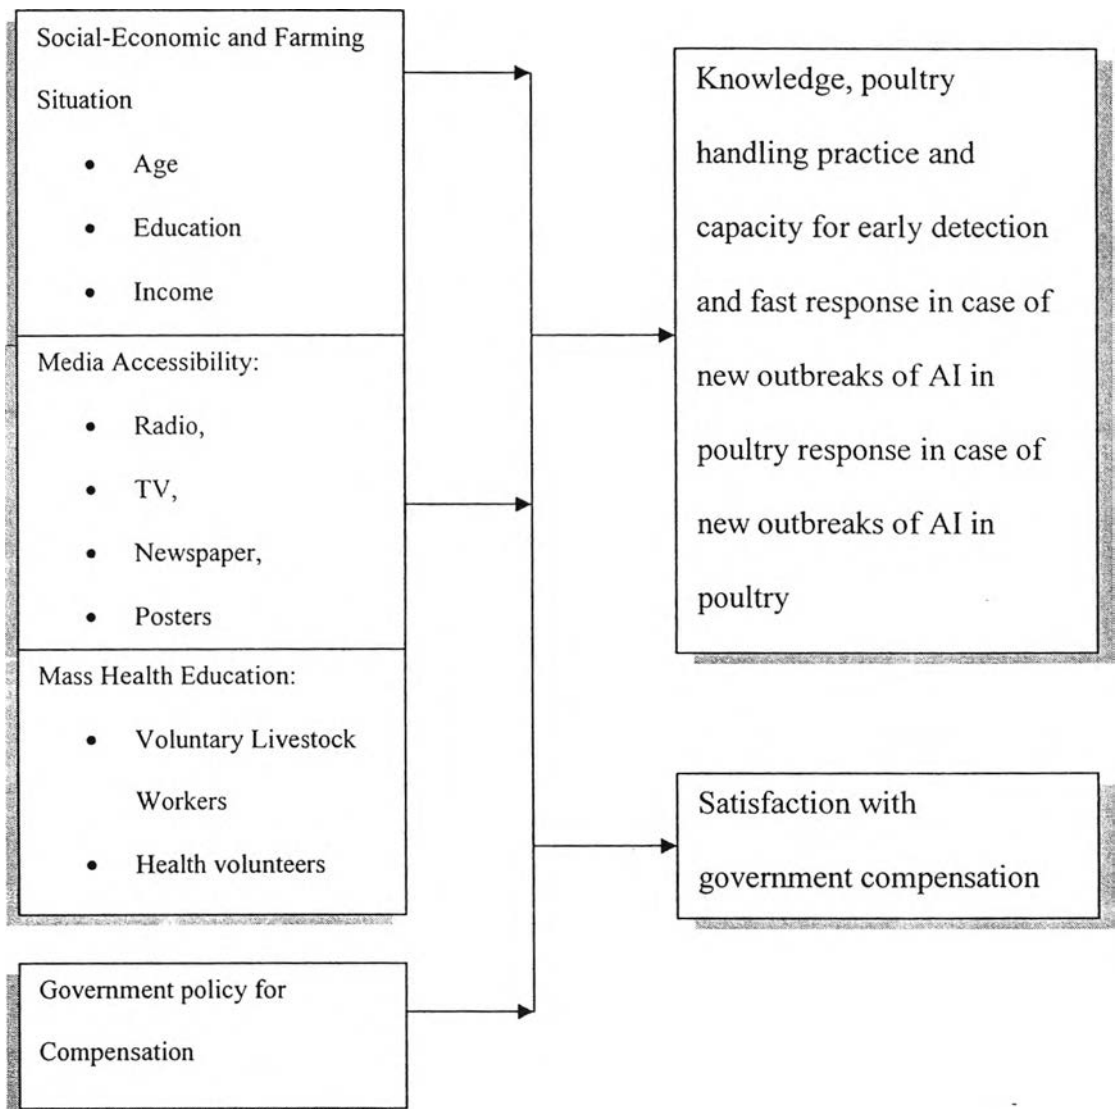 Social-Economic and Farming
Situation
• Age
• Education
• Income
Media Accessibility:
• Radio,
• TV,
• Newspaper,
• Posters
Mass Health Education:
• Voluntary Livestock
Workers
• Health volunteers
Government policy for
Compensation
Knowledge, poultry
handling practice and
capacity for early detection
and fast response in case of
new outbreaks of AI in
poultry response in case of
new outbreaks of AI in
poultry
Satisfaction with
government compensation